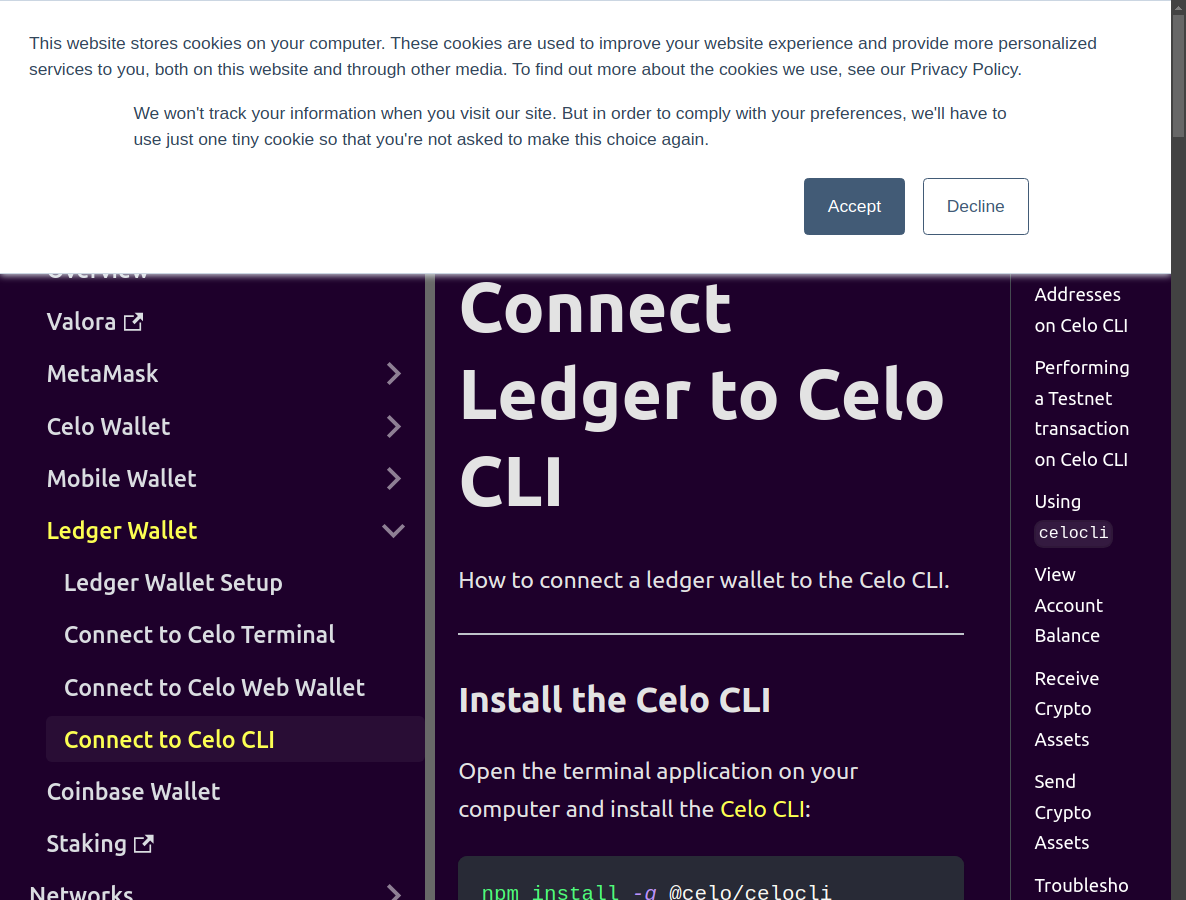 This website stores cookies on your computer. These cookies are used to improve your website experience and provide more personalized
services to you, both on this website and through other media. To find out more about the cookies we use, see our Privacy Policy.
We won't track your information when you visit our site. But in order to comply with your preferences, we'll have to
use just one tiny cookie so that you're not asked to make this choice again.
Accept
Decline
Overview
Valora
MetaMask
Celo Wallet
Mobile Wallet
Ledger Wallet
Ledger Wallet Setup
Connect to Celo Terminal
Connect to Celo Web Wallet
Connect to Celo CLI
Coinbase Wallet
Staking
Networks
Connect
Ledger to Celo
CLI
How to connect a ledger wallet to the Celo CLI.
Install the Celo CLI
Open the terminal application on your
computer and install the Celo CLI:
npm install -g @celo/celocli
Addresses
on Celo CLI
Performing
a Testnet
transaction
on Celo CLI
Using
celocli
View
Account
Balance
Receive
Crypto
Assets
Send
Crypto
Assets
Troublesho